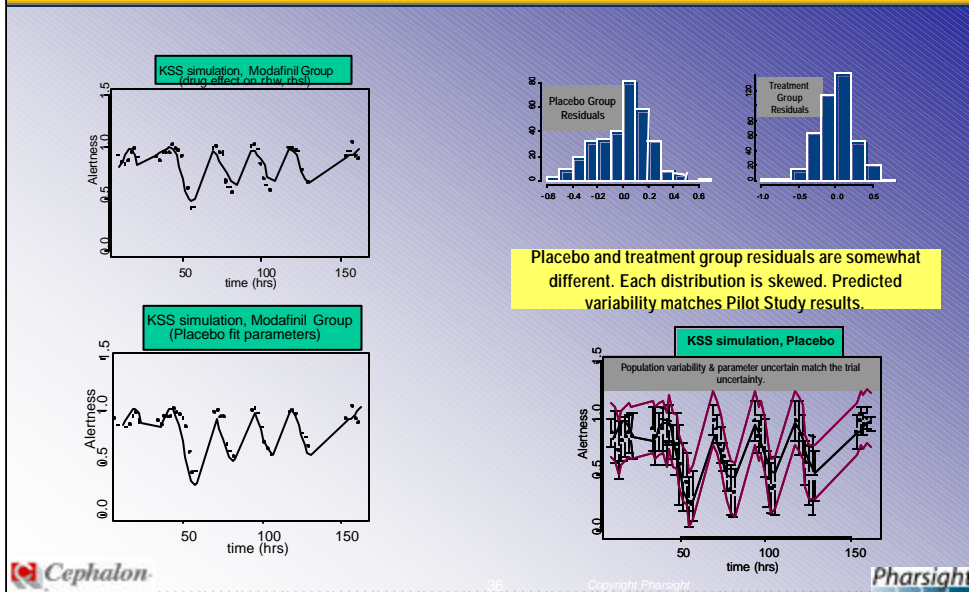 KSS simulation, Modafinil Group
(drug effect on rhw, rhsl)
1.5
1.0
0.5
0.0
Alertness
50
100
150
time (hrs)
KSS simulation, Modafinil Group
(Placebo fit parameters)
1.5
1.0
0.5
0.0
Alertness
50
100
150
time (hrs)
Placebo Group
Residuals
80
60
40
20
0
-0.6
-0.4
-0.2
0.0
0.2
0.4
0.6
Treatment
Group
Residuals
120
80
60
40
20
0
-1.0
-0.5
0.0
0.5
Placebo and treatment group residuals are somewhat
different. Each distribution is skewed. Predicted
variability matches Pilot Study results.
KSS simulation, Placebo
Population variability & parameter uncertain match the trial
uncertainty.
1.5
1.0
0.5
0.0
Alertness
50
100
150
time (hrs)
Cephalon
36
Copyright Pharsight
Pharsight